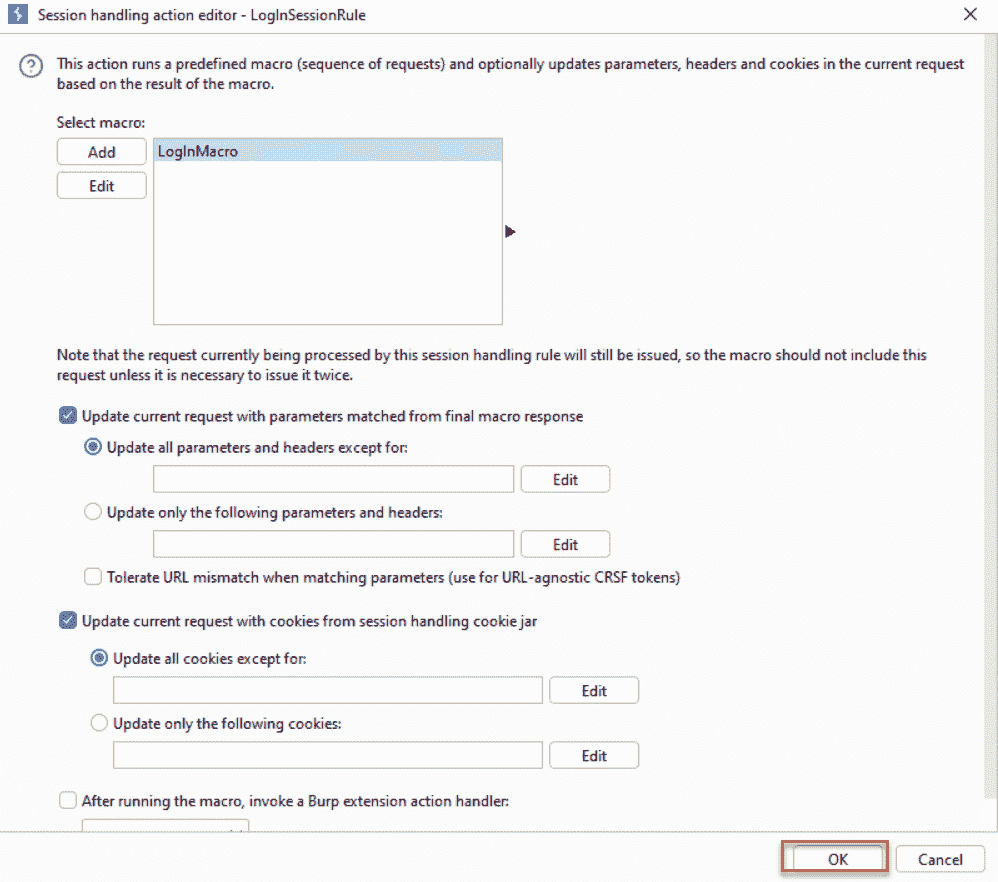 Session handling action editor - LogInSessionRule
This action runs a predefined macro (sequence of requests) and optionally updates parameters, headers and cookies in the current request
based on the result of the macro.
Select macro:
Add
LogInMacro
Edit
Note that the request currently being processed by this session handling rule will still be issued, so the macro should not include this
request unless it is necessary to issue it twice.
Update current request with parameters matched from final macro response
Update all parameters and headers except for:
Edit
Update only the following parameters and headers:
Edit
Tolerate URL mismatch when matching parameters (use for URL-agnostic CRSF tokens)
Update current request with cookies from session handling cookie jar
Update all cookies except for:
Edit
Update only the following cookies:
Edit
After running the macro, invoke a Burp extension action handler:
OK
Cancel